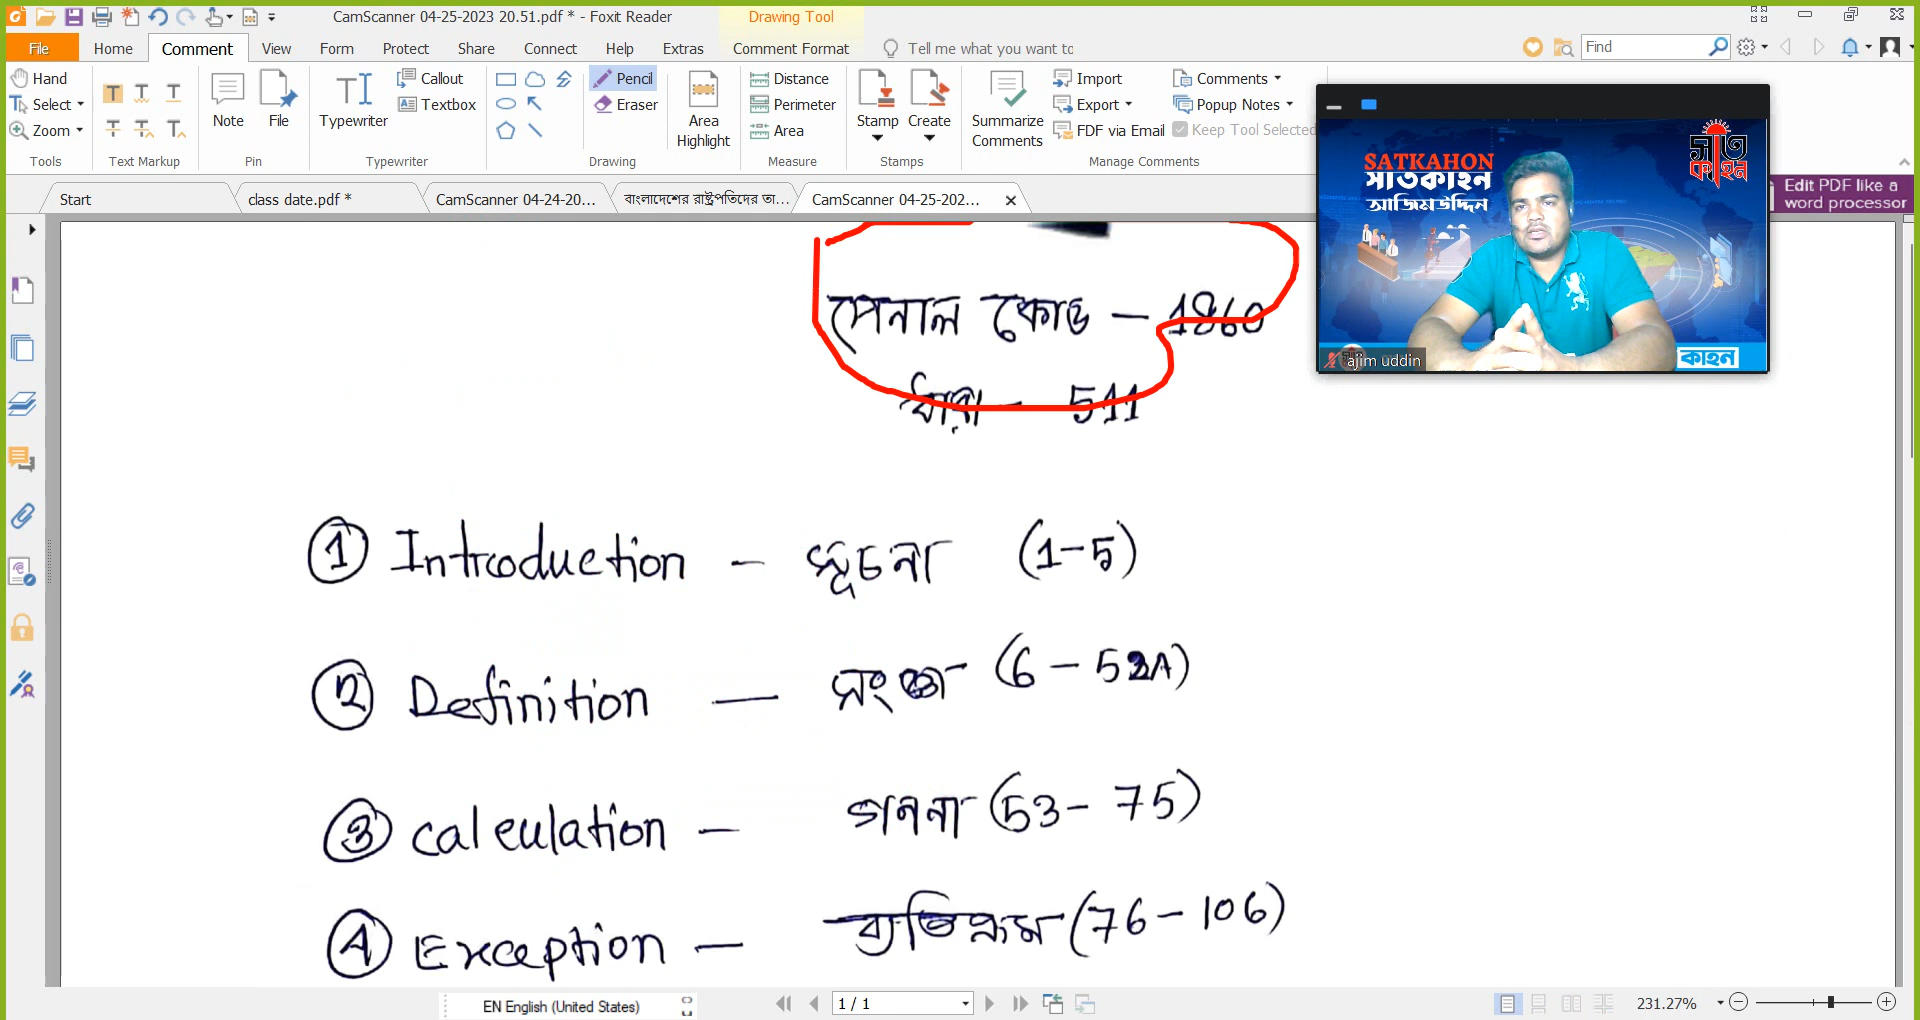 CamScanner 04-25-2023 20.51.pdf * - Foxit Reader
Drawing Tool
File Home Comment View Form Protect Share Connect Help Extras Comment Format Tell me what you want to Find
Hand
Select
Zoom
Tools
Text Markup
Note File
Pin
Typewriter
Callout
Textbox
Typewriter
Pencil
Eraser
Area Highlight
Drawing
Distance
Perimeter
Area
Measure
Stamp Create
Stamps
Summarize Comments
Import
Export
FDF via Email
Comments
Popup Notes
Keep Tool Selected
Manage Comments
Start class date.pdf * CamScanner 04-24-20... বাংলাদেশের রাষ্ট্রপতিদের তা... CamScanner 04-25-202...
Edit PDF like a
word processor
SATKAHON
সাতকাহন
আজিমউদ্দিন
সাত
কাহন
কাহন
ajim uddin
পেনাল কোড — 1860
ধারা - 511
1 Introduction - সূচনা (1-5)
2 Definition — সংজ্ঞা (6 - 52A)
3 Calculation - গননা (53 - 75)
4 Exception - ব্যতিক্রম (76 - 106)
EN English (United States)
1 / 1
231.27%